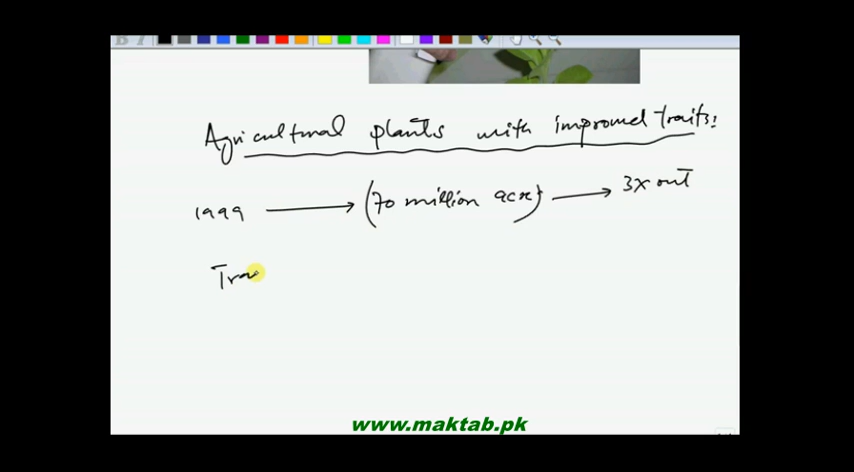 B I
Agricultural plants with improved traits:
1999 → (70 million acre) → 3x out
Tra
www.maktab.pk